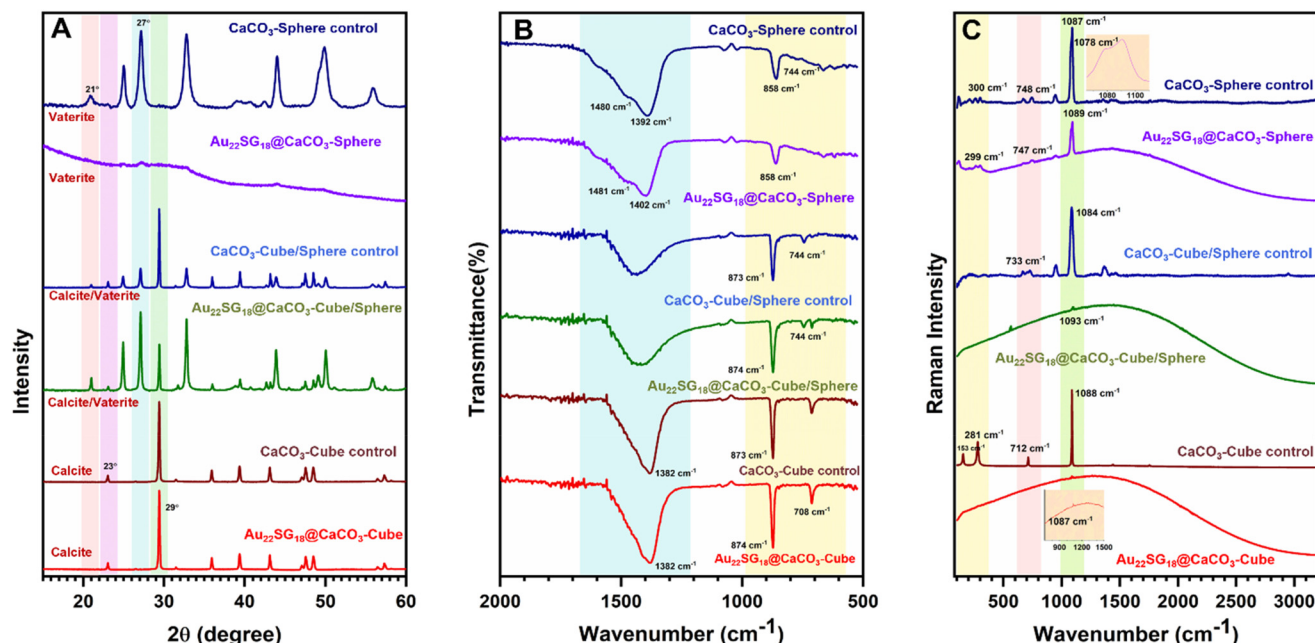 A
CaCO₃-Sphere control
27°
21°
Vaterite
Au₂₂SG₁₈@CaCO₃-Sphere
Vaterite
CaCO₃-Cube/Sphere control
Calcite/Vaterite
Au₂₂SG₁₈@CaCO₃-Cube/Sphere
Calcite/Vaterite
CaCO₃-Cube control
Calcite
23°
29°
Au₂₂SG₁₈@CaCO₃-Cube
Calcite
Intensity
20 30 40 50 60
2θ (degree)
B
CaCO₃-Sphere control
744 cm⁻¹
858 cm⁻¹
1480 cm⁻¹
1392 cm⁻¹
858 cm⁻¹
1481 cm⁻¹
1402 cm⁻¹
Au₂₂SG₁₈@CaCO₃-Sphere
744 cm⁻¹
873 cm⁻¹
CaCO₃-Cube/Sphere control
744 cm⁻¹
874 cm⁻¹
Au₂₂SG₁₈@CaCO₃-Cube/Sphere
873 cm⁻¹
1382 cm⁻¹
CaCO₃-Cube control
708 cm⁻¹
874 cm⁻¹
1382 cm⁻¹
Au₂₂SG₁₈@CaCO₃-Cube
Transmittance(%)
2000 1500 1000 500
Wavenumber (cm⁻¹)
C
1087 cm⁻¹
1078 cm⁻¹
1080 1100
300 cm⁻¹
748 cm⁻¹
CaCO₃-Sphere control
1089 cm⁻¹
Au₂₂SG₁₈@CaCO₃-Sphere
299 cm⁻¹
747 cm⁻¹
1084 cm⁻¹
CaCO₃-Cube/Sphere control
733 cm⁻¹
1093 cm⁻¹
Au₂₂SG₁₈@CaCO₃-Cube/Sphere
1088 cm⁻¹
281 cm⁻¹
153 cm⁻¹
712 cm⁻¹
CaCO₃-Cube control
1087 cm⁻¹
900 1200 1500
Au₂₂SG₁₈@CaCO₃-Cube
Raman Intensity
500 1000 1500 2000 2500 3000
Wavenumber (cm⁻¹)